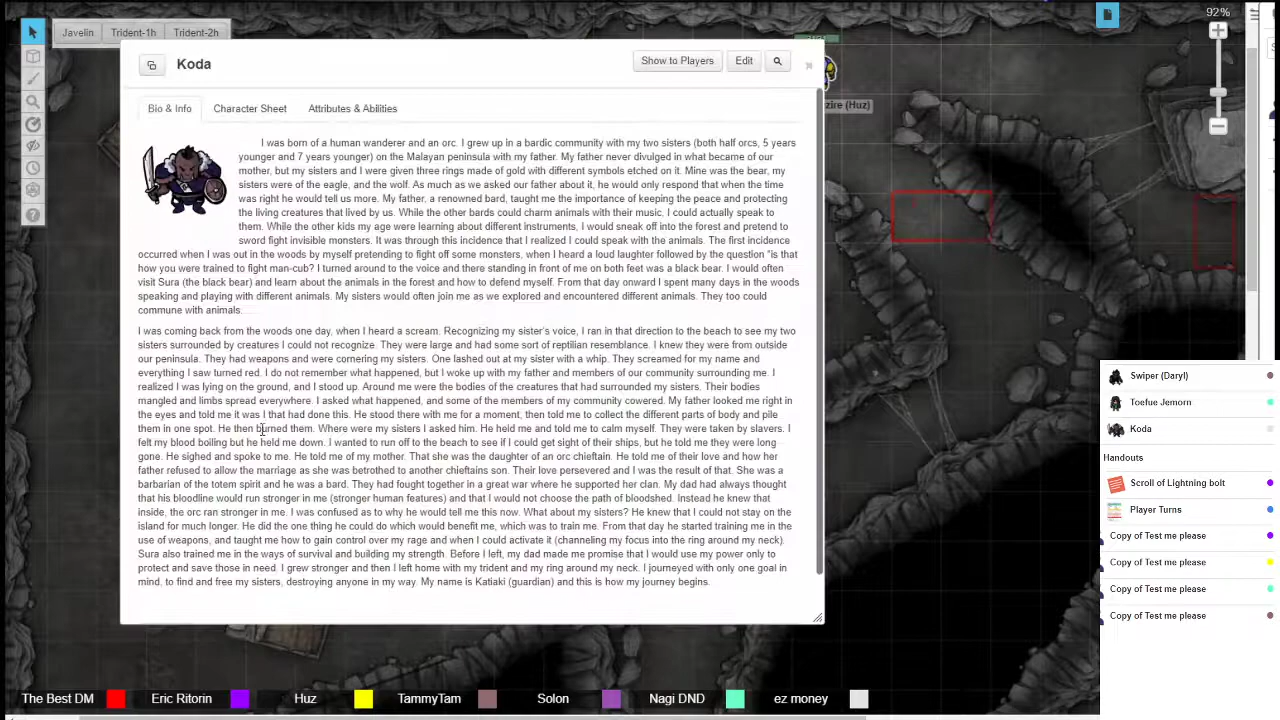 92%
Javelin Trident-1h Trident-2h
Koda
Show to Players Edit
zire (Huz)
Bio & Info Character Sheet Attributes & Abilities
I was born of a human wanderer and an orc. I grew up in a bardic community with my two sisters (both half orcs, 5 years
younger and 7 years younger) on the Malayan peninsula with my father. My father never divulged in what became of our
mother, but my sisters and I were given three rings made of gold with different symbols etched on it. Mine was the bear, my
sisters were of the eagle, and the wolf. As much as we asked our father about it, he would only respond that when the time
was right he would tell us more. My father, a renowned bard, taught me the importance of keeping the peace and protecting
the living creatures that lived by us. While the other bards could charm animals with their music, I could actually speak to
them. While the other kids my age were learning about different instruments, I would sneak off into the forest and pretend to
sword fight invisible monsters. It was through this incidence that I realized I could speak with the animals. The first incidence
occurred when I was out in the woods by myself pretending to fight off some monsters, when I heard a loud laughter followed by the question "is that
how you were trained to fight man-cub? I turned around to the voice and there standing in front of me on both feet was a black bear. I would often
visit Sura (the black bear) and learn about the animals in the forest and how to defend myself. From that day onward I spent many days in the woods
speaking and playing with different animals. My sisters would often join me as we explored and encountered different animals. They too could
commune with animals.
I was coming back from the woods one day, when I heard a scream. Recognizing my sister's voice, I ran in that direction to the beach to see my two
sisters surrounded by creatures I could not recognize. They were large and had some sort of reptilian resemblance. I knew they were from outside
our peninsula. They had weapons and were cornering my sisters. One lashed out at my sister with a whip. They screamed for my name and
everything I saw turned red. I do not remember what happened, but I woke up with my father and members of our community surrounding me. I
realized I was lying on the ground, and I stood up. Around me were the bodies of the creatures that had surrounded my sisters. Their bodies
mangled and limbs spread everywhere. I asked what happened, and some of the members of my community cowered. My father looked me right in
the eyes and told me it was I that had done this. He stood there with me for a moment, then told me to collect the different parts of body and pile
them in one spot. He then burned them. Where were my sisters I asked him. He held me and told me to calm myself. They were taken by slavers. I
felt my blood boiling but he held me down. I wanted to run off to the beach to see if I could get sight of their ships, but he told me they were long
gone. He sighed and spoke to me. He told me of my mother. That she was the daughter of an orc chieftain. He told me of their love and how her
father refused to allow the marriage as she was betrothed to another chieftains son. Their love persevered and I was the result of that. She was a
barbarian of the totem spirit and he was a bard. They had fought together in a great war where he supported her clan. My dad had always thought
that his bloodline would run stronger in me (stronger human features) and that I would not choose the path of bloodshed. Instead he knew that
inside, the orc ran stronger in me. I was confused as to why he would tell me this now. What about my sisters? He knew that I could not stay on the
island for much longer. He did the one thing he could do which would benefit me, which was to train me. From that day he started training me in the
use of weapons, and taught me how to gain control over my rage and when I could activate it (channeling my focus into the ring around my neck).
Sura also trained me in the ways of survival and building my strength. Before I left, my dad made me promise that I would use my power only to
protect and save those in need. I grew stronger and then I left home with my trident and my ring around my neck. I journeyed with only one goal in
mind, to find and free my sisters, destroying anyone in my way. My name is Katiaki (guardian) and this is how my journey begins.
Swiper (Daryl)
Toefue Jemorn
Koda
Handouts
Scroll of Lightning bolt
Player Turns
Copy of Test me please
Copy of Test me please
Copy of Test me please
Copy of Test me please
The Best DM Eric Ritorin Huz TammyTam Solon Nagi DND ez money